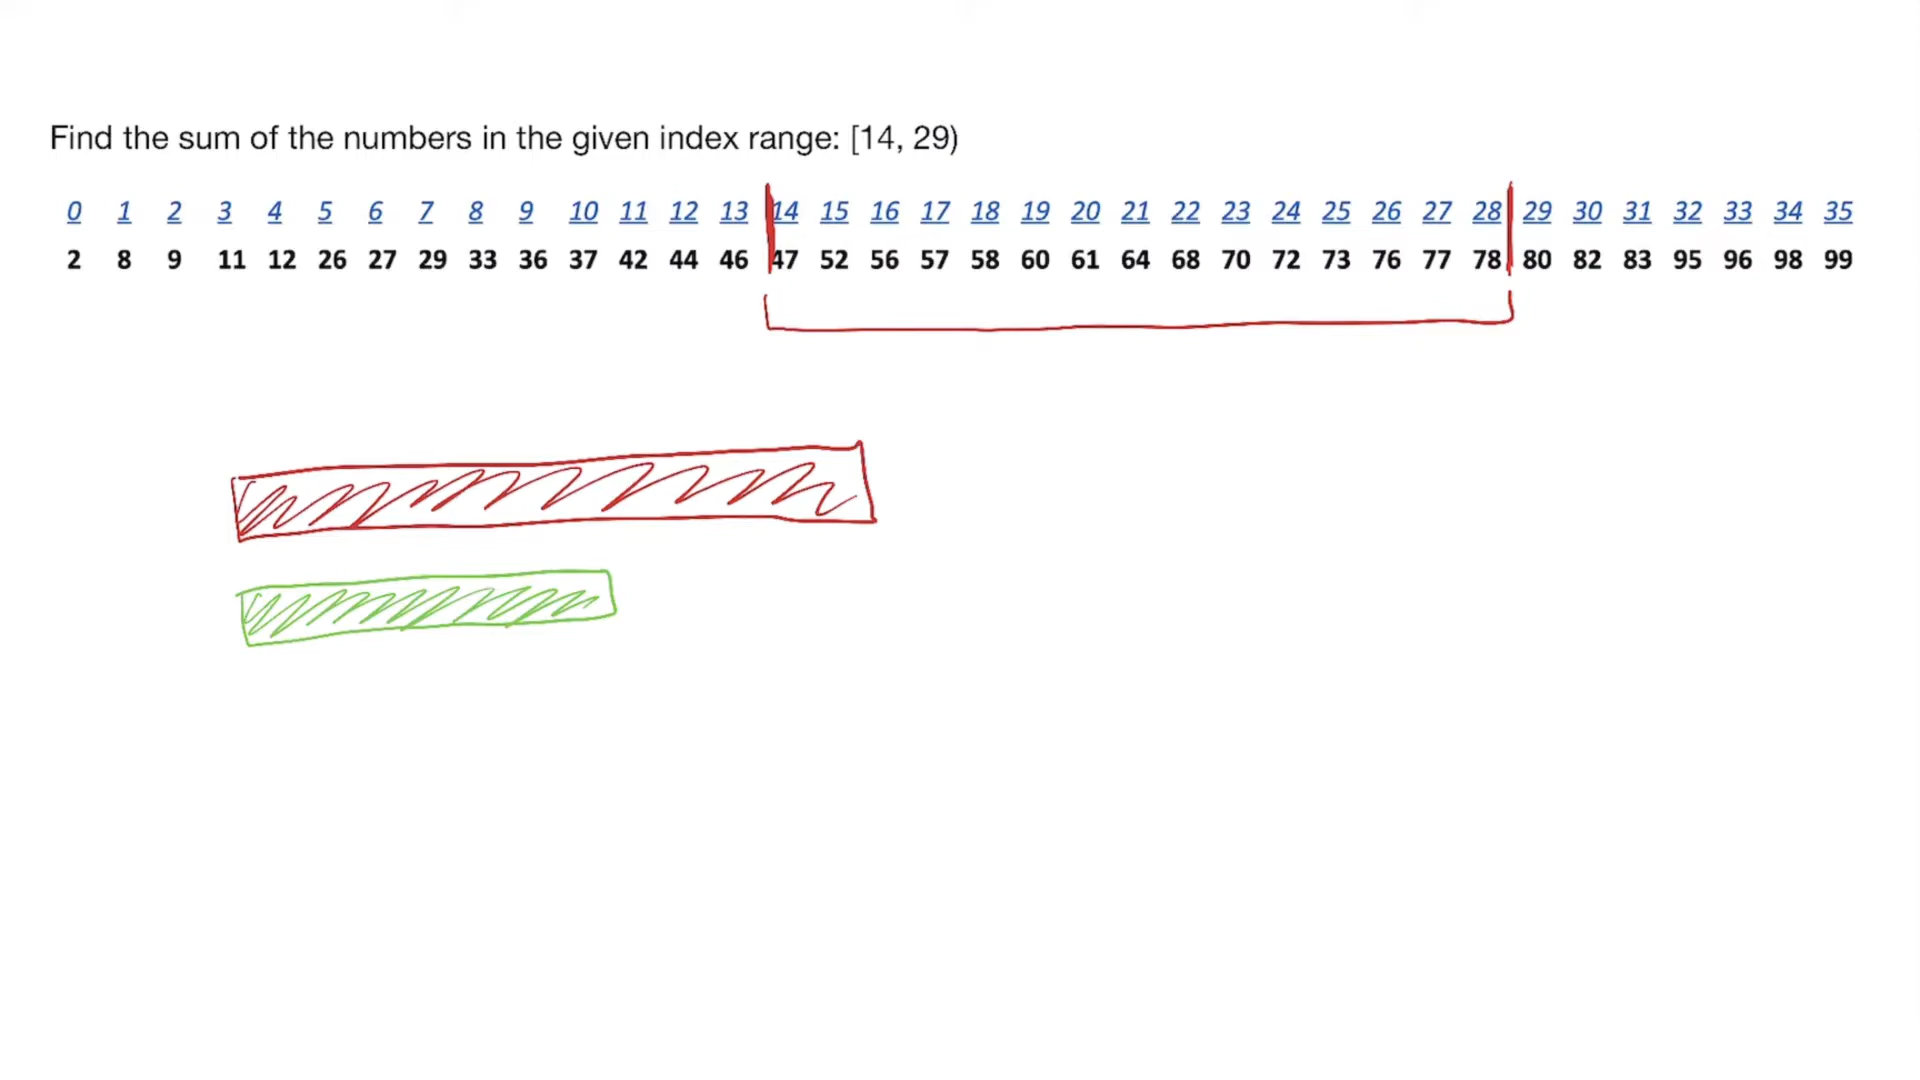 Find the sum of the numbers in the given index range: [14, 29)
0 1 2 3 4 5 6 7 8 9 10 11 12 13 14 15 16 17 18 19 20 21 22 23 24 25 26 27 28 29 30 31 32 33 34 35
2 8 9 11 12 26 27 29 33 36 37 42 44 46 47 52 56 57 58 60 61 64 68 70 72 73 76 77 78 80 82 83 95 96 98 99